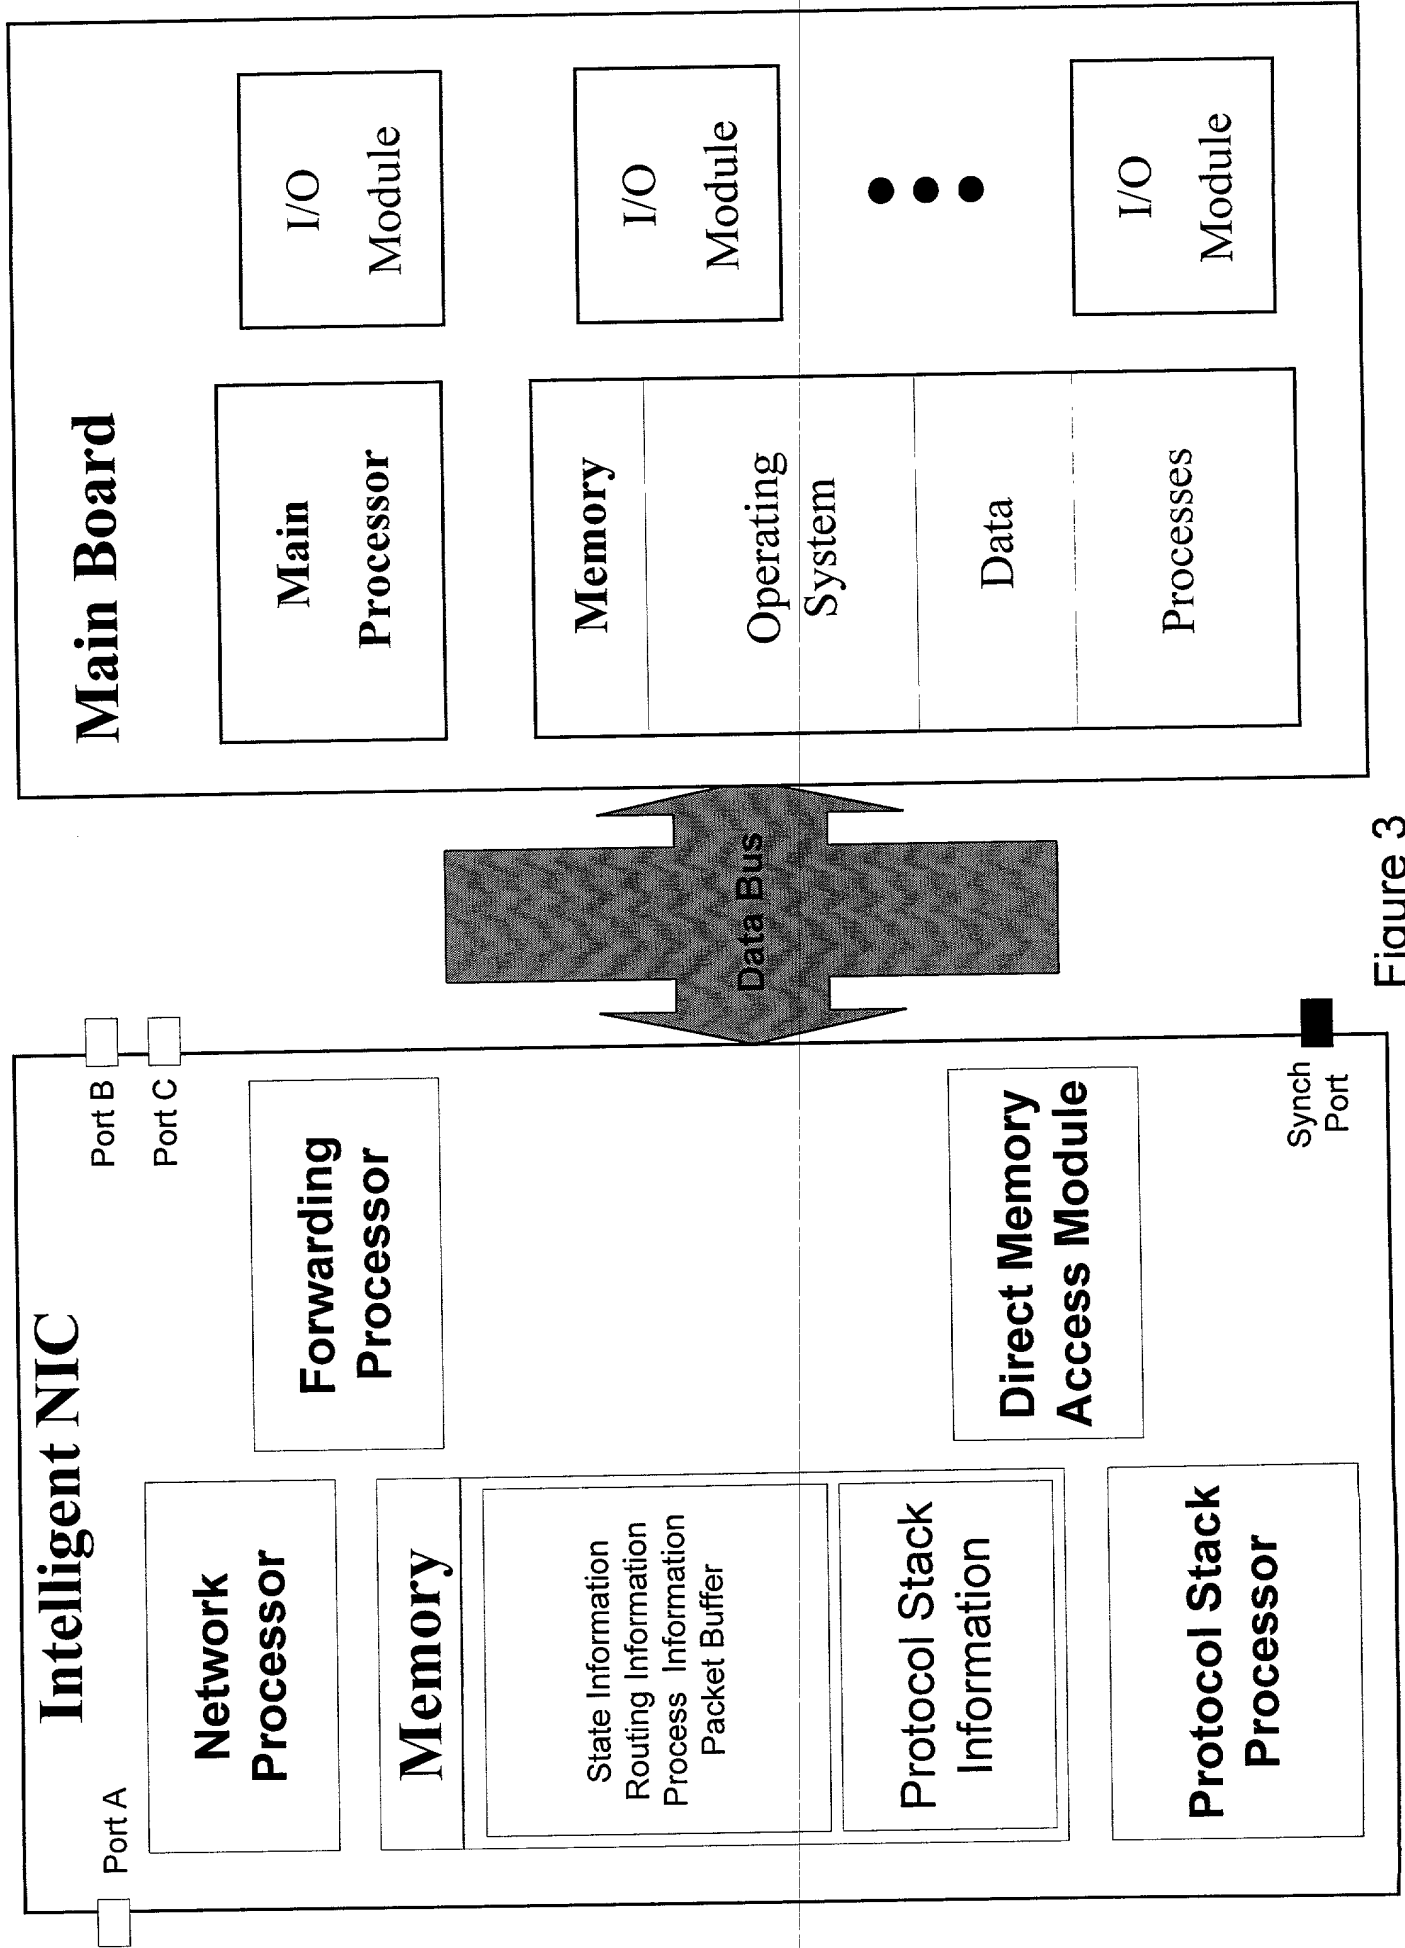 Intelligent NIC
Port A
Port B
Port C
Network
Processor
Forwarding
Processor
Memory
State Information
Routing Information
Process Information
Packet Buffer
Protocol Stack
Information
Direct Memory
Access Module
Protocol Stack
Processor
Synch
Port
Data Bus
Main Board
Main
Processor
I/O
Module
Memory
Operating
System
Data
Processes
I/O
Module
I/O
Module
Figure 3